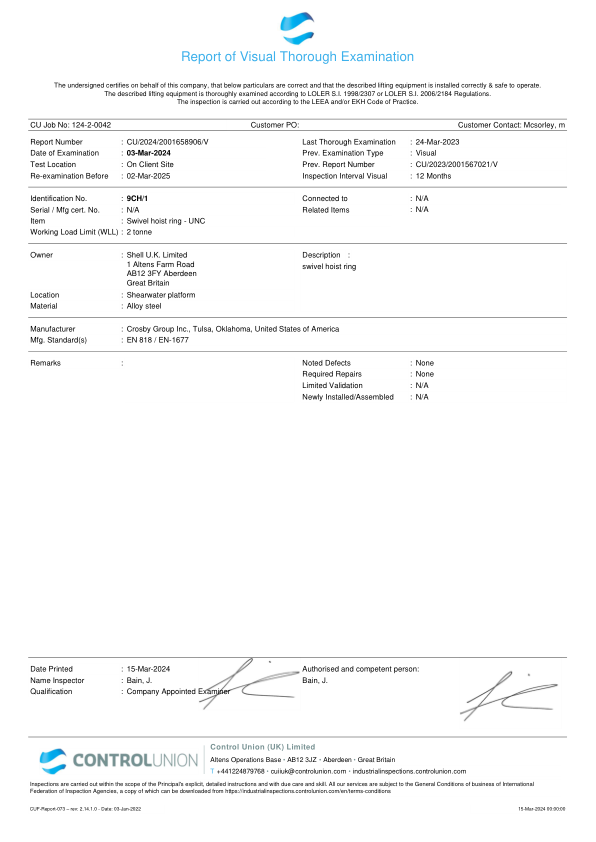 Report of Visual Thorough Examination
The undersigned certifies on behalf of this company, that below particulars are correct and that the described lifting equipment is installed correctly & safe to operate.
The described lifting equipment is thoroughly examined according to LOLER S.I. 1998/2307 or LOLER S.I. 2006/2184 Regulations.
The inspection is carried out according to the LEEA and/or EKH Code of Practice.
CU Job No: 124-2-0042 Customer PO: Customer Contact: Mcsorley, m
Report Number : CU/2024/2001658906/V Last Thorough Examination : 24-Mar-2023
Date of Examination : 03-Mar-2024 Prev. Examination Type : Visual
Test Location : On Client Site Prev. Report Number : CU/2023/2001567021/V
Re-examination Before : 02-Mar-2025 Inspection Interval Visual : 12 Months
Identification No. : 9CH/1 Connected to : N/A
Serial / Mfg cert. No. : N/A Related Items : N/A
Item : Swivel hoist ring - UNC
Working Load Limit (WLL) : 2 tonne
Owner : Shell U.K. Limited Description :
1 Altens Farm Road swivel hoist ring
AB12 3FY Aberdeen
Great Britain
Location : Shearwater platform
Material : Alloy steel
Manufacturer : Crosby Group Inc., Tulsa, Oklahoma, United States of America
Mfg. Standard(s) : EN 818 / EN-1677
Remarks : Noted Defects : None
Required Repairs : None
Limited Validation : N/A
Newly Installed/Assembled : N/A
Date Printed : 15-Mar-2024 Authorised and competent person:
Name Inspector : Bain, J. Bain, J.
Qualification : Company Appointed Examiner
CONTROLUNION
Control Union (UK) Limited
Altens Operations Base · AB12 3JZ · Aberdeen · Great Britain
T +441224879768 · cuiiuk@controlunion.com · industrialinspections.controlunion.com
Inspections are carried out within the scope of the Principal's explicit, detailed instructions and with due care and skill. All our services are subject to the General Conditions of business of International
Federation of Inspection Agencies, a copy of which can be downloaded from https://industrialinspections.controlunion.com/en/terms-conditions
CUF-Report-073 – rev: 2.14.1.0 - Date: 03-Jun-2022 15-Mar-2024 00:00:00